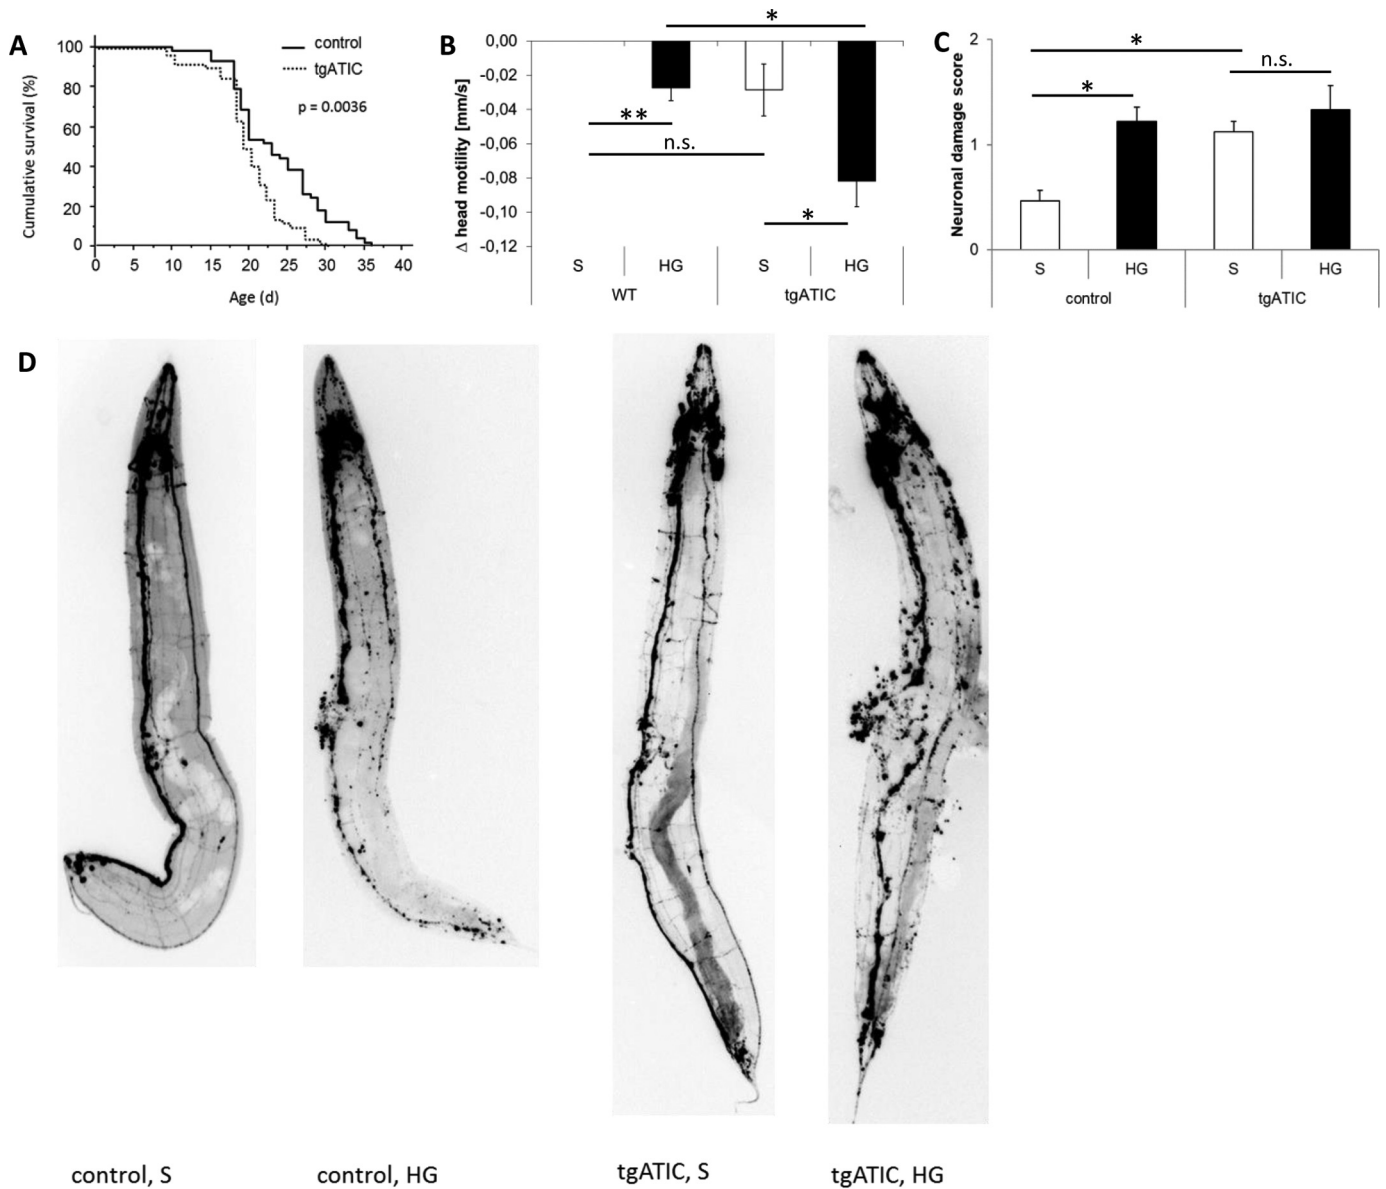 A
100
80
60
40
20
0
Cumulative survival (%)
control
tgATIC
p = 0.0036
0 5 10 15 20 25 30 35 40
Age (d)
B
0,00
-0,02
-0,04
-0,06
-0,08
-0,10
-0,12
Δ head motility [mm/s]
*
**
n.s.
*
S HG S HG
WT tgATIC
C
2
1
0
Neuronal damage score
*
n.s.
*
S HG S HG
control tgATIC
D
control, S
control, HG
tgATIC, S
tgATIC, HG